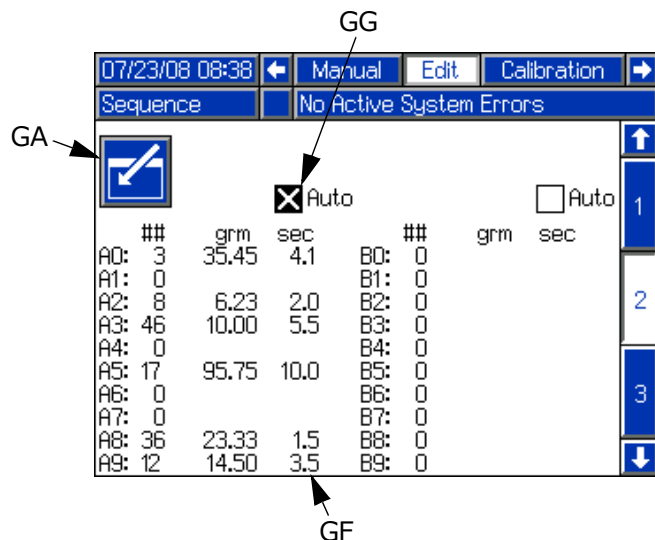 GG
07/23/08 08:38 Manual Edit Calibration
Sequence No Active System Errors
GA
Auto Auto
## grm sec ## grm sec
A0: 3 35.45 4.1 B0: 0
A1: 0 B1: 0
A2: 8 6.23 2.0 B2: 0
A3: 46 10.00 5.5 B3: 0
A4: 0 B4: 0
A5: 17 95.75 10.0 B5: 0
A6: 0 B6: 0
A7: 0 B7: 0
A8: 36 23.33 1.5 B8: 0
A9: 12 14.50 3.5 B9: 0
1
2
3
GF